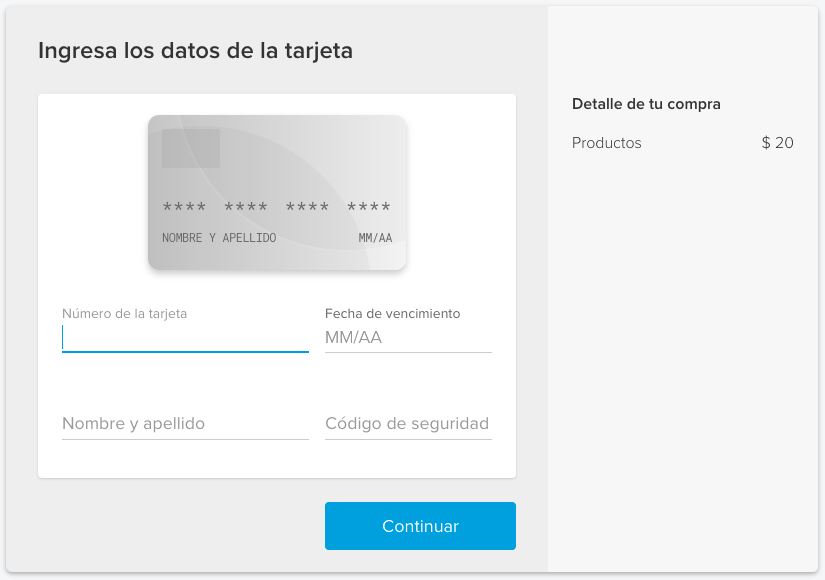 Ingresa los datos de la tarjeta
**** **** **** ****
NOMBRE Y APELLIDO MM/AA
Número de la tarjeta
Fecha de vencimiento
MM/AA
Nombre y apellido
Código de seguridad
Continuar
Detalle de tu compra
Productos $ 20